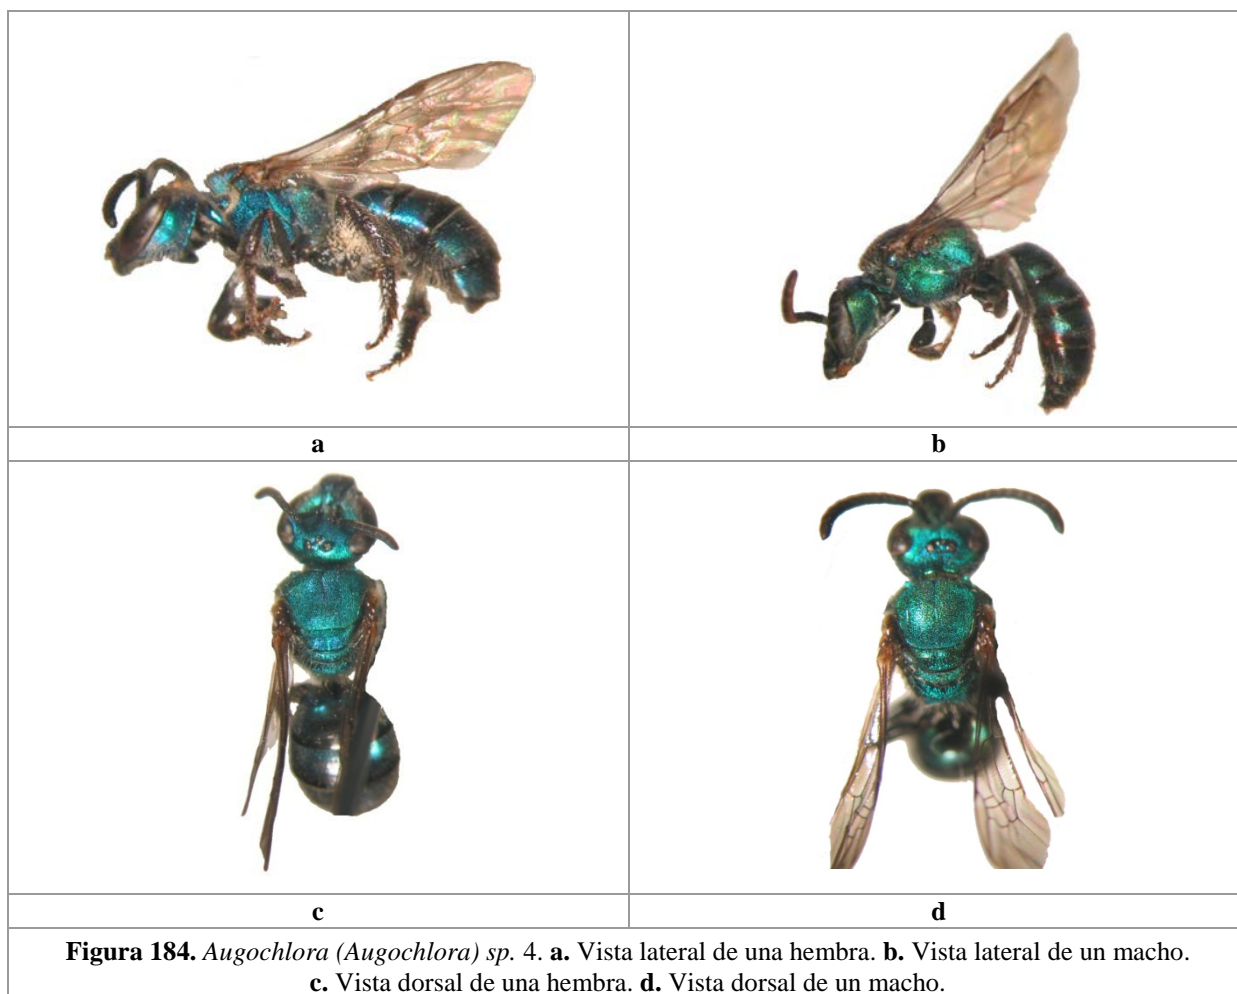 a
b
c
d
Figura 184. Augochlora (Augochlora) sp. 4. a. Vista lateral de una hembra. b. Vista lateral de un macho.
c. Vista dorsal de una hembra. d. Vista dorsal de un macho.